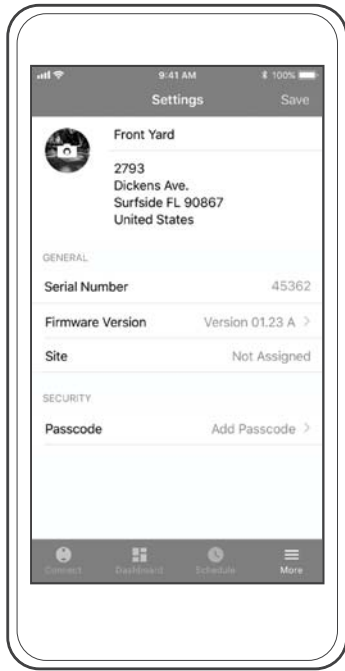 9:41 AM 100%
Settings Save
Front Yard
2793
Dickens Ave.
Surfside FL 90867
United States
GENERAL
Serial Number 45362
Firmware Version Version 01.23 A >
Site Not Assigned
SECURITY
Passcode Add Passcode >
Connect Dashboard Schedule More